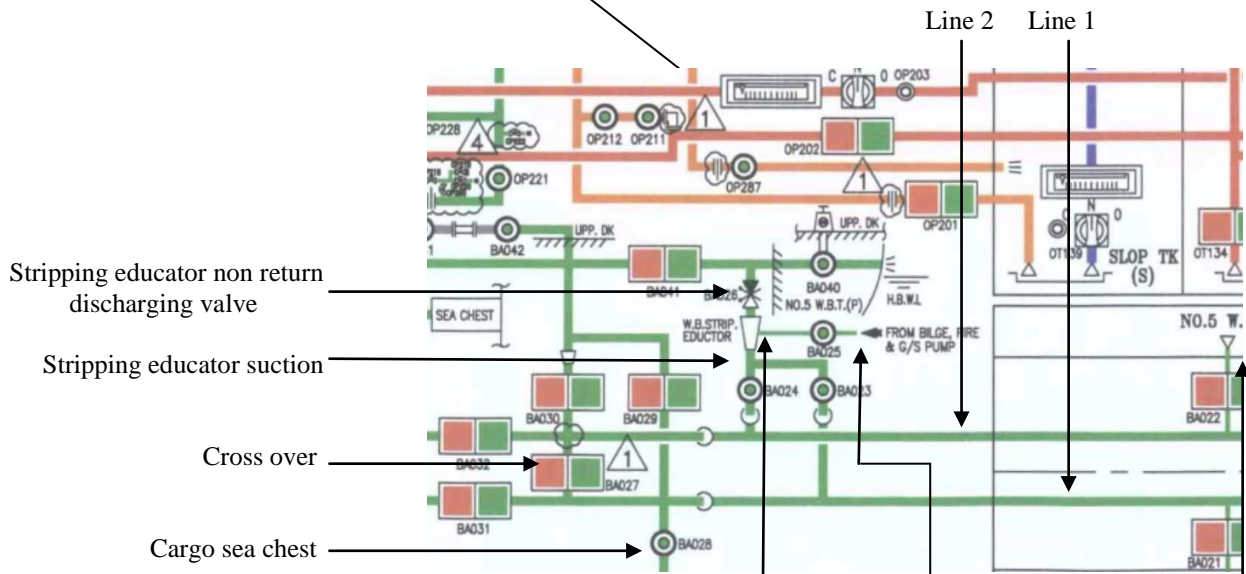 Line 2 Line 1
C N O OP203
OP228
4
OP212 OP211
1
OP202
OP221
OP287
1
OP201
C N O
OT139
SLOP TK
(S)
OT134
BA042
UPP. DK
UPP. DK
Stripping educator non return
discharging valve
BA041
BA026
BA040
NO.5 W.B.T.(P)
H.B.W.L
SEA CHEST
W.B.STRIP.
EDUCTOR
BA025
FROM BILGE, FIRE
& G/S PUMP
NO.5 W.
Stripping educator suction
BA030
BA029
BA024
BA023
BA022
Cross over
BA032
1
BA027
BA031
BA021
Cargo sea chest
BA028